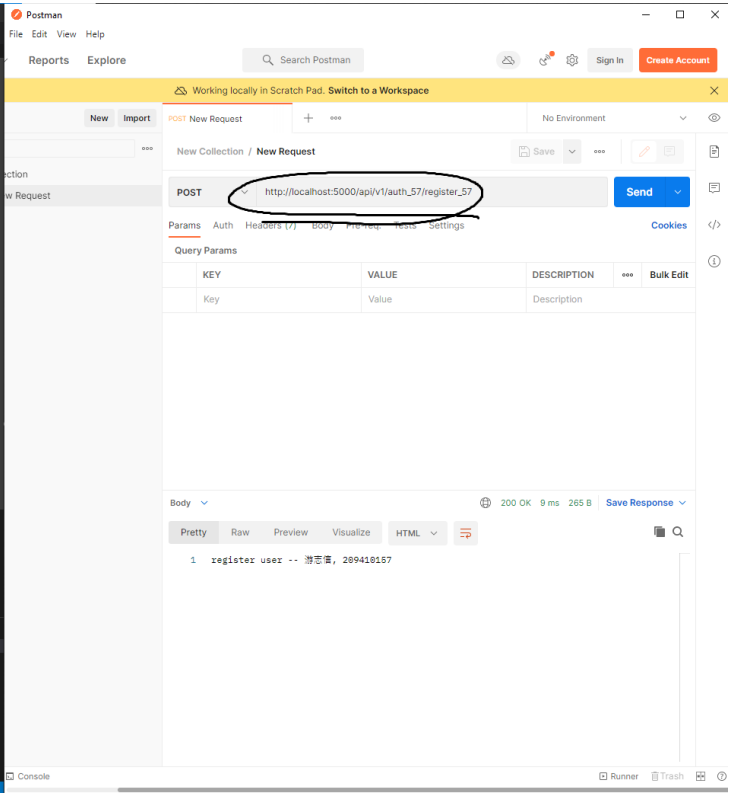 Postman
File Edit View Help
Reports Explore Search Postman Sign In Create Account
Working locally in Scratch Pad. Switch to a Workspace
New Import POST New Request No Environment
New Collection / New Request Save
ection
w Request
POST http://localhost:5000/api/v1/auth_57/register_57 Send
Params Auth Headers (7) Body Pre-req. Tests Settings Cookies
Query Params
KEY VALUE DESCRIPTION Bulk Edit
Key Value Description
Body 200 OK 9 ms 265 B Save Response
Pretty Raw Preview Visualize HTML
1 register user -- 游志信, 209410157
Console Runner Trash